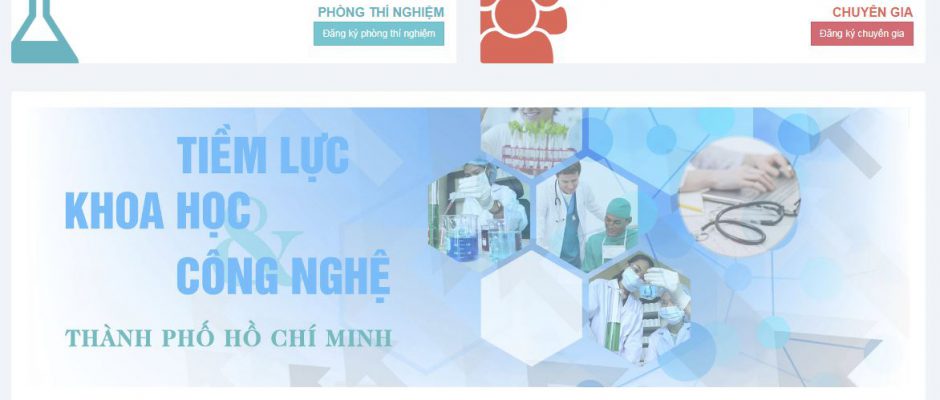 PHÒNG THÍ NGHIỆM
Đăng ký phòng thí nghiệm
CHUYÊN GIA
Đăng ký chuyên gia
TIỀM LỰC
KHOA HỌC
&
CÔNG NGHỆ
THÀNH PHỐ HỒ CHÍ MINH